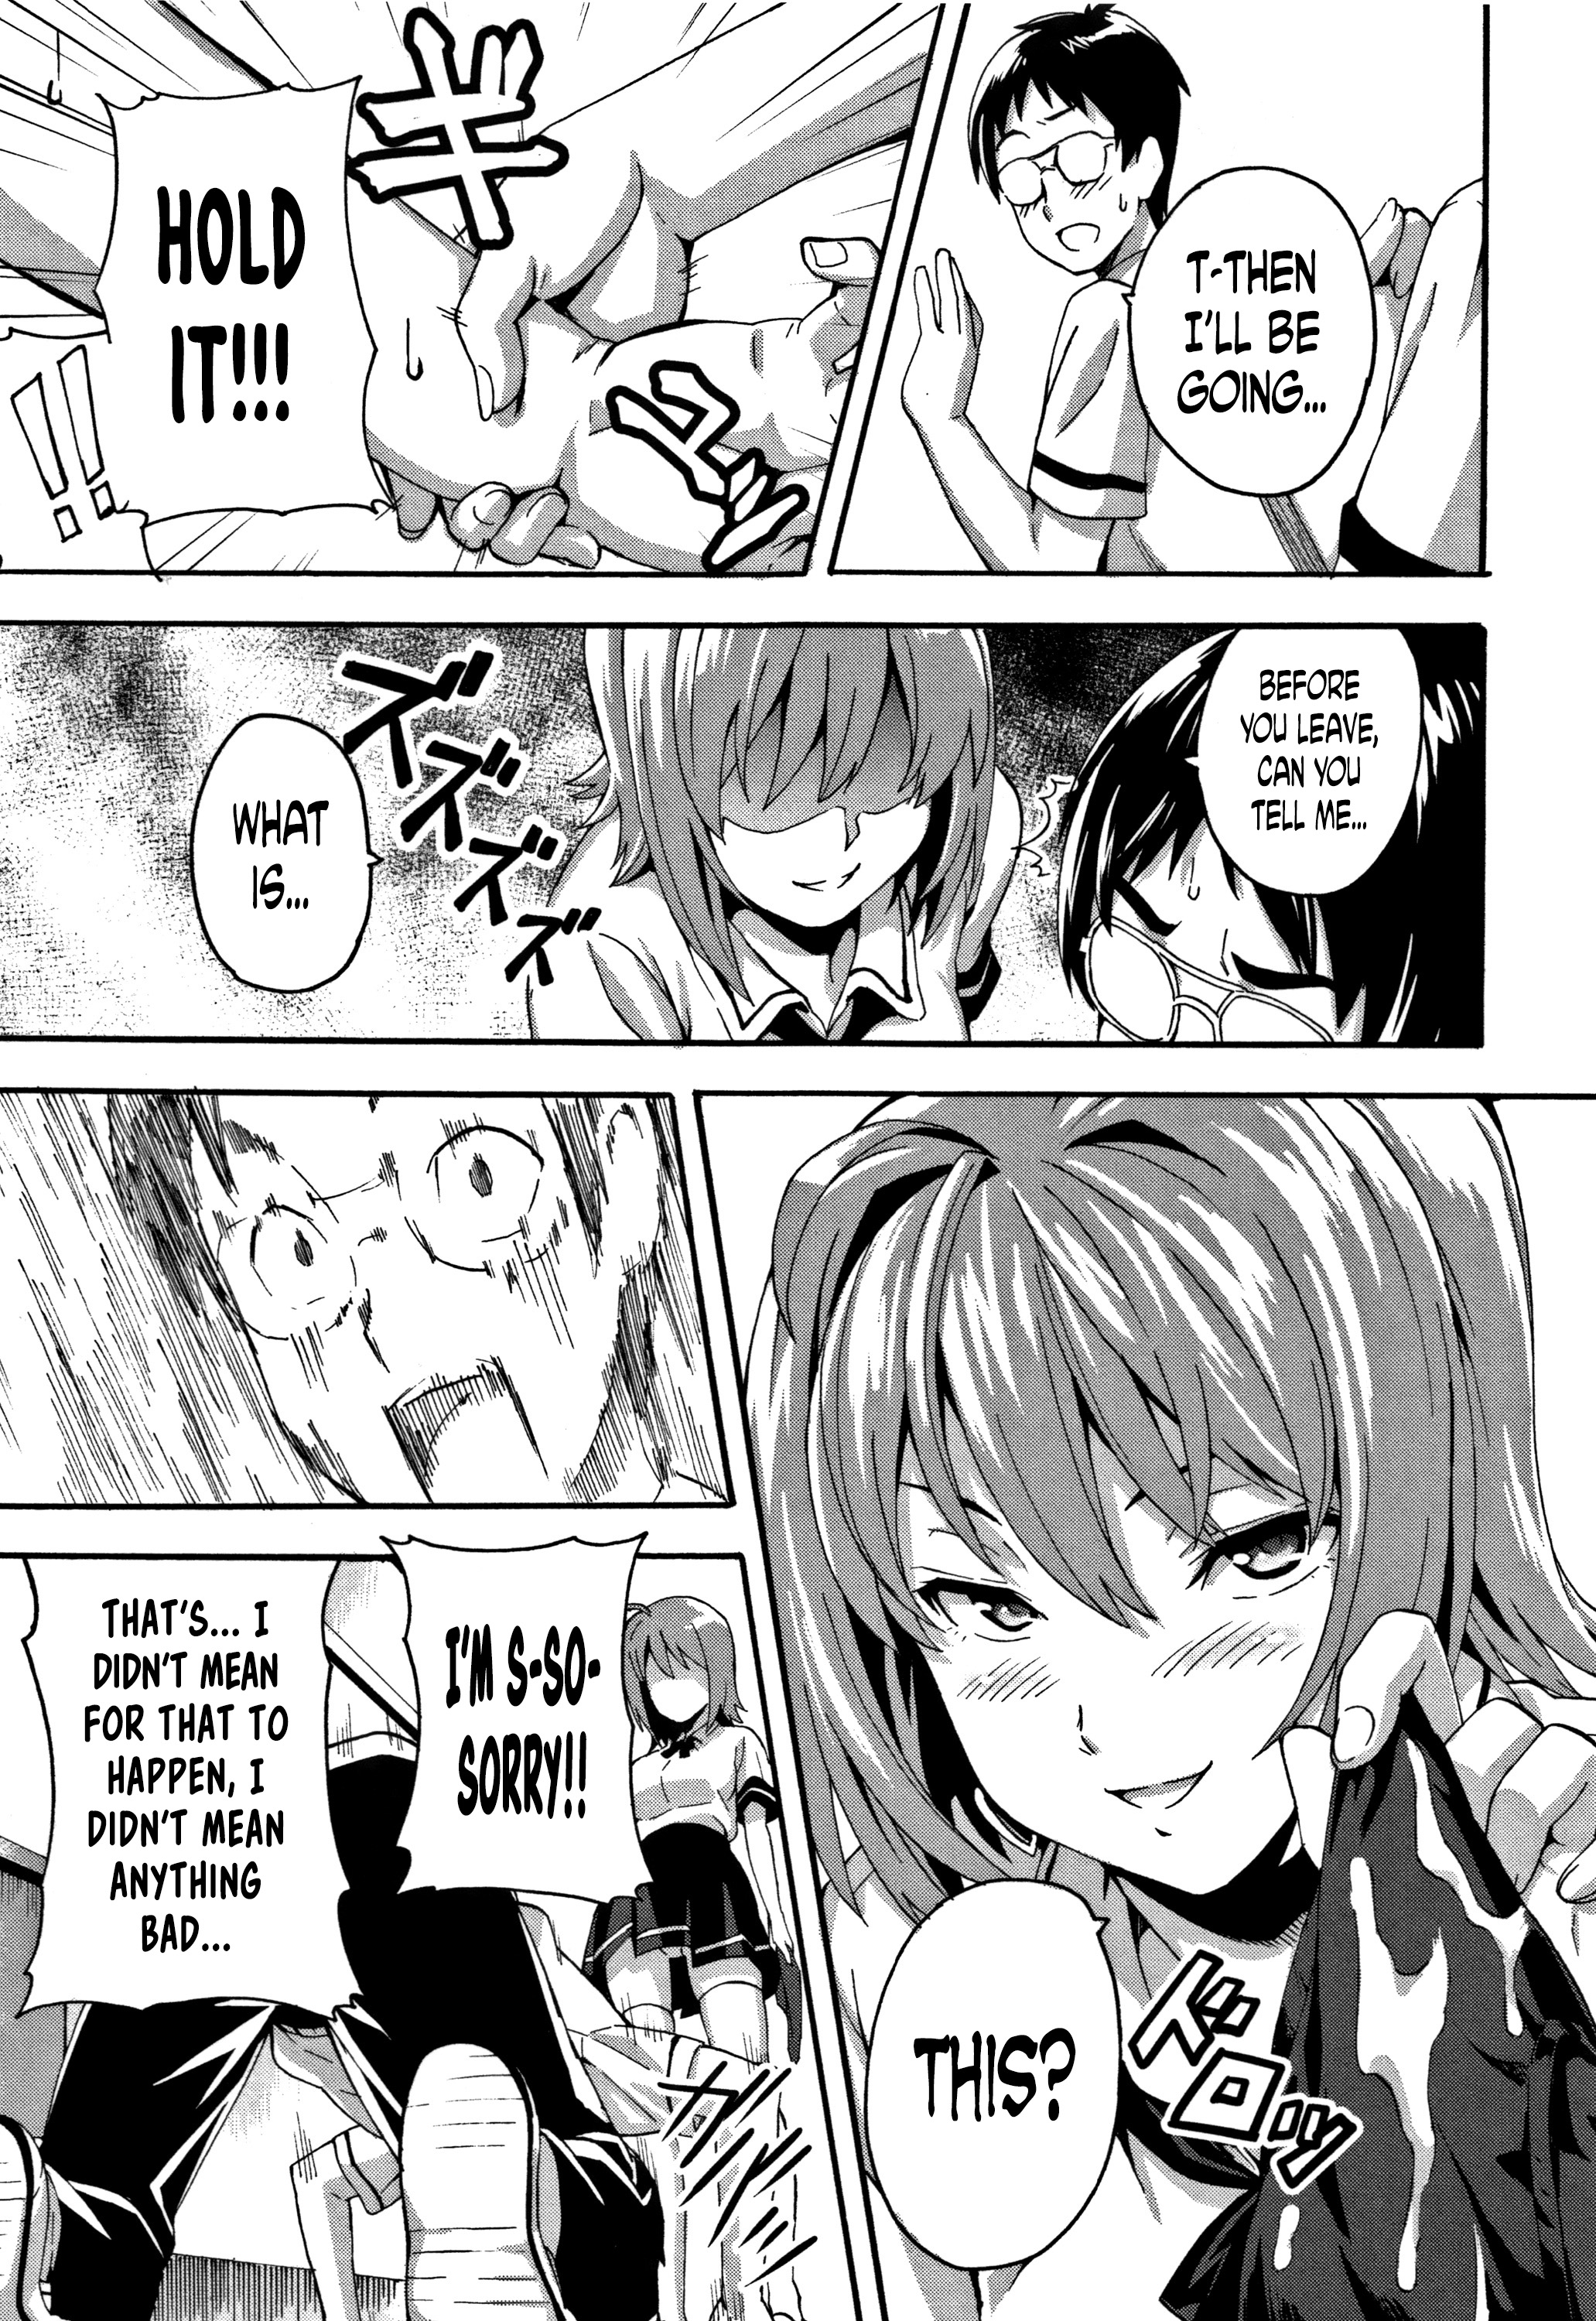 T-THEN
I'LL BE
GOING...
ギュッ
HOLD
IT!!!
!!
BEFORE
YOU LEAVE,
CAN YOU
TELL ME...
ズズズズ
WHAT
IS...
THIS?
ドロロッ
I'M S-SO-
SORRY!!
THAT'S... I
DIDN'T MEAN
FOR THAT TO
HAPPEN, I
DIDN'T MEAN
ANYTHING
BAD...